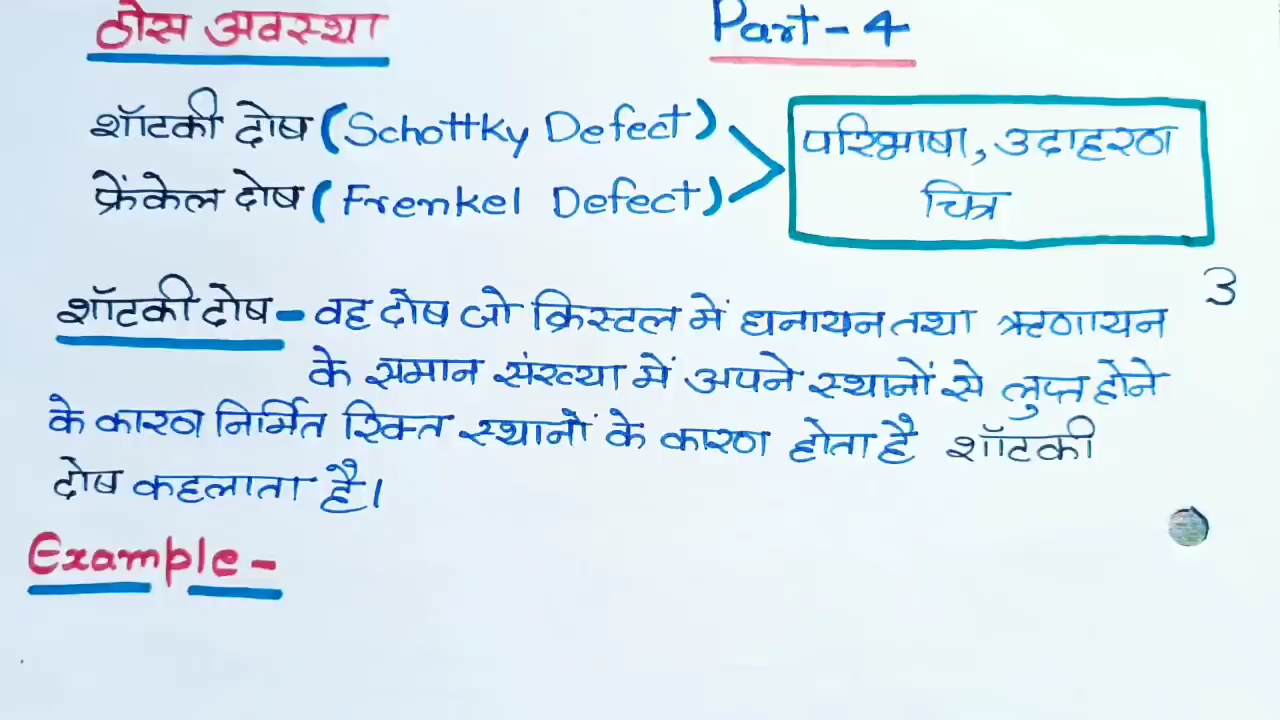 ठोस अवस्था
Part - 4
शॉटकी दोष (Schottky Defect)
फ्रेंकेल दोष (Frenkel Defect)
परिभाषा, उदाहरण
चित्र
3
शॉटकी दोष - वह दोष जो क्रिस्टल में धनायन तथा ऋणायन
के समान संख्या में अपने स्थानों से लुप्त होने
के कारण निर्मित रिक्त स्थानों के कारण होता है शॉटकी
दोष कहलाता है।
Example -